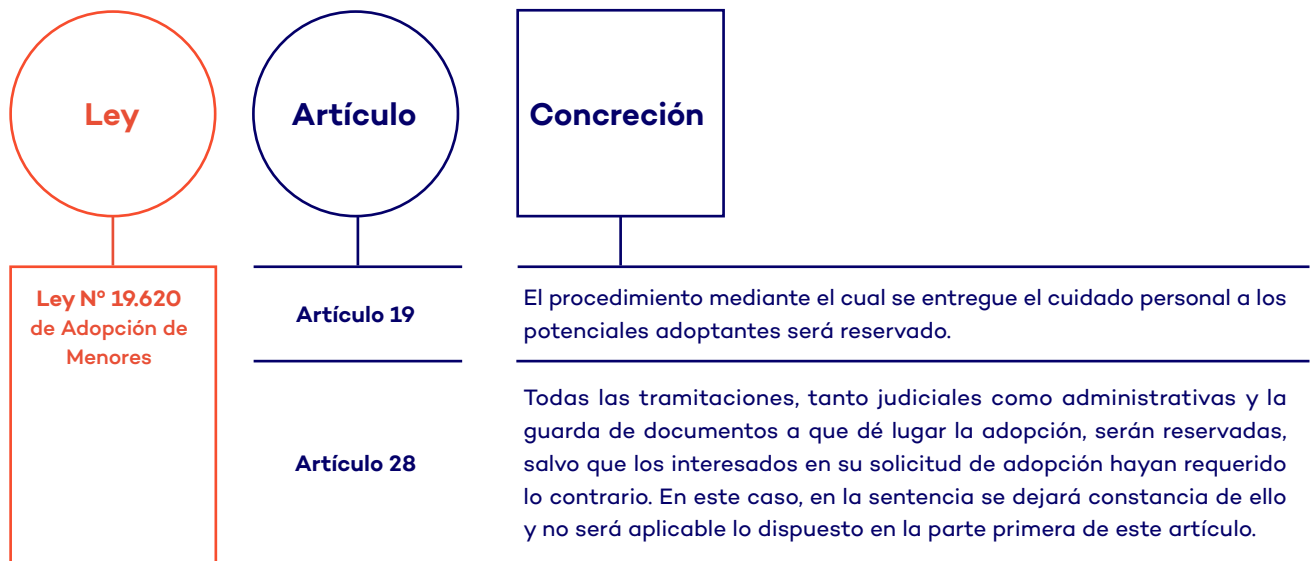 Ley
Artículo
Concreción
Ley Nº 19.620
de Adopción de
Menores
Artículo 19
El procedimiento mediante el cual se entregue el cuidado personal a los
potenciales adoptantes será reservado.
Artículo 28
Todas las tramitaciones, tanto judiciales como administrativas y la
guarda de documentos a que dé lugar la adopción, serán reservadas,
salvo que los interesados en su solicitud de adopción hayan requerido
lo contrario. En este caso, en la sentencia se dejará constancia de ello
y no será aplicable lo dispuesto en la parte primera de este artículo.